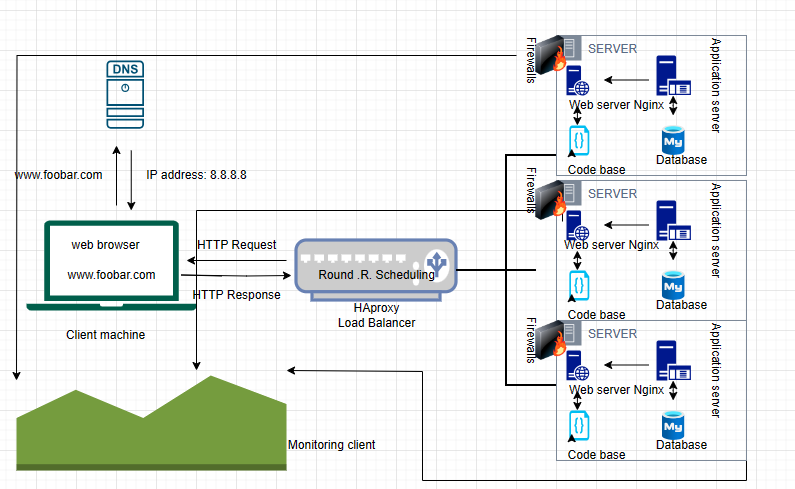 DNS
www.foobar.com
IP address: 8.8.8.8
web browser
www.foobar.com
Client machine
HTTP Request
HTTP Response
Round .R. Scheduling
HAproxy
Load Balancer
Monitoring client
Firewalls
SERVER
Application server
Web server Nginx
{}
My
Code base
Database
Firewalls
SERVER
Application server
Web server Nginx
{}
My
Code base
Database
Firewalls
SERVER
Application server
Web server Nginx
{}
My
Code base
Database